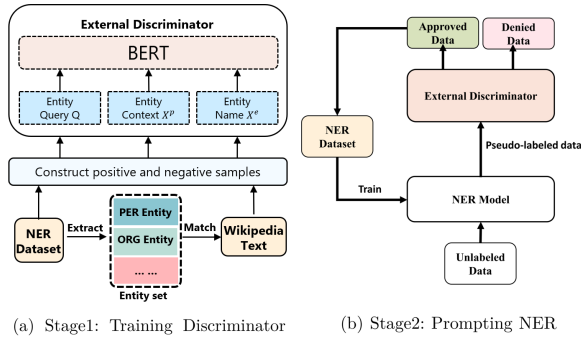 External Discriminator
BERT
Entity
Query Q
Entity
Context Xᵖ
Entity
Name Xᵉ
Construct positive and negative samples
NER
Dataset
Extract
PER Entity
ORG Entity
... ...
Entity set
Match
Wikipedia
Text
(a) Stage1: Training Discriminator
Approved
Data
Denied
Data
External Discriminator
NER
Dataset
Pseudo-labeled data
Train
NER Model
Unlabeled
Data
(b) Stage2: Prompting NER